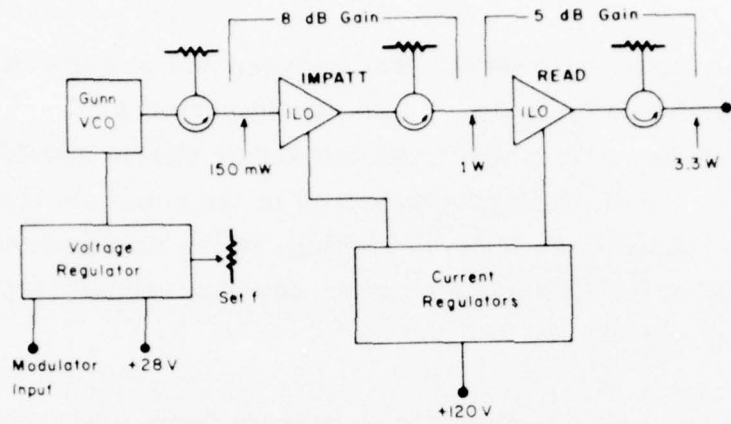 8 dB Gain
5 dB Gain
IMPATT
READ
Gunn
VCO
ILO
ILO
150 mW
1 W
3.3 W
Voltage
Regulator
Set f
Current
Regulators
Modulator
Input
+28 V
+120 V